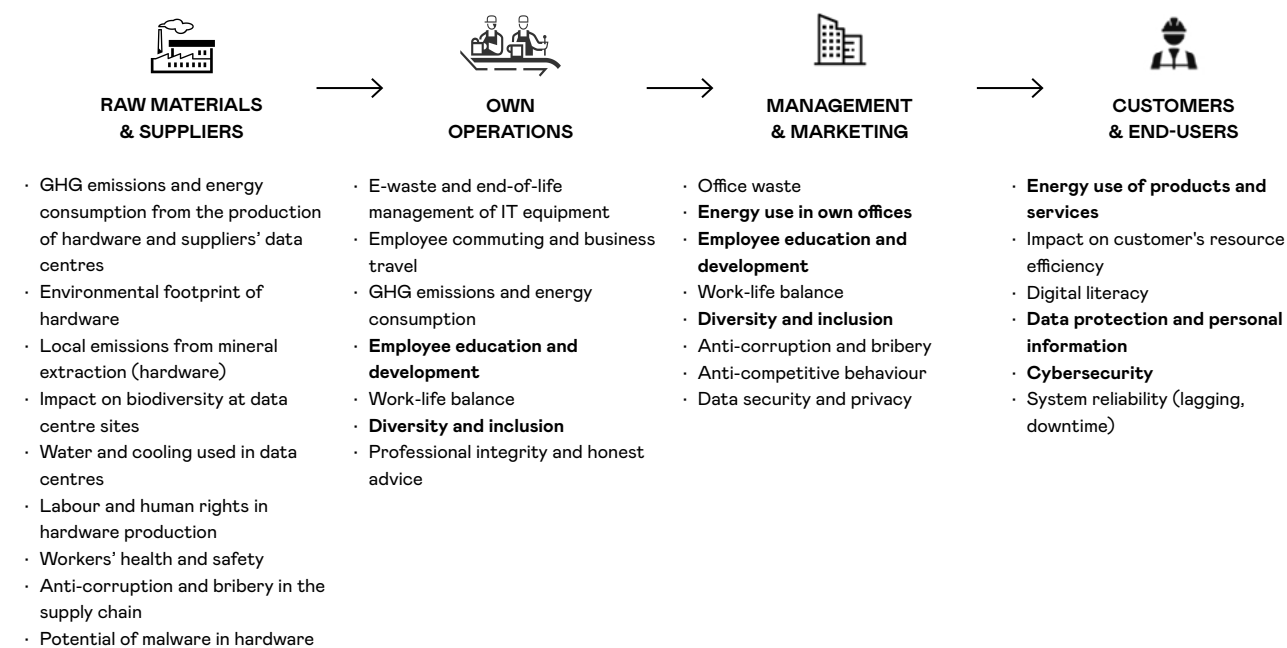 RAW MATERIALS
& SUPPLIERS
· GHG emissions and energy
consumption from the production
of hardware and suppliers' data
centres
· Environmental footprint of
hardware
· Local emissions from mineral
extraction (hardware)
· Impact on biodiversity at data
centre sites
· Water and cooling used in data
centres
· Labour and human rights in
hardware production
· Workers' health and safety
· Anti-corruption and bribery in the
supply chain
· Potential of malware in hardware
OWN
OPERATIONS
· E-waste and end-of-life
management of IT equipment
· Employee commuting and business
travel
· GHG emissions and energy
consumption
· Employee education and
development
· Work-life balance
· Diversity and inclusion
· Professional integrity and honest
advice
MANAGEMENT
& MARKETING
· Office waste
· Energy use in own offices
· Employee education and
development
· Work-life balance
· Diversity and inclusion
· Anti-corruption and bribery
· Anti-competitive behaviour
· Data security and privacy
CUSTOMERS
& END-USERS
· Energy use of products and
services
· Impact on customer's resource
efficiency
· Digital literacy
· Data protection and personal
information
· Cybersecurity
· System reliability (lagging,
downtime)